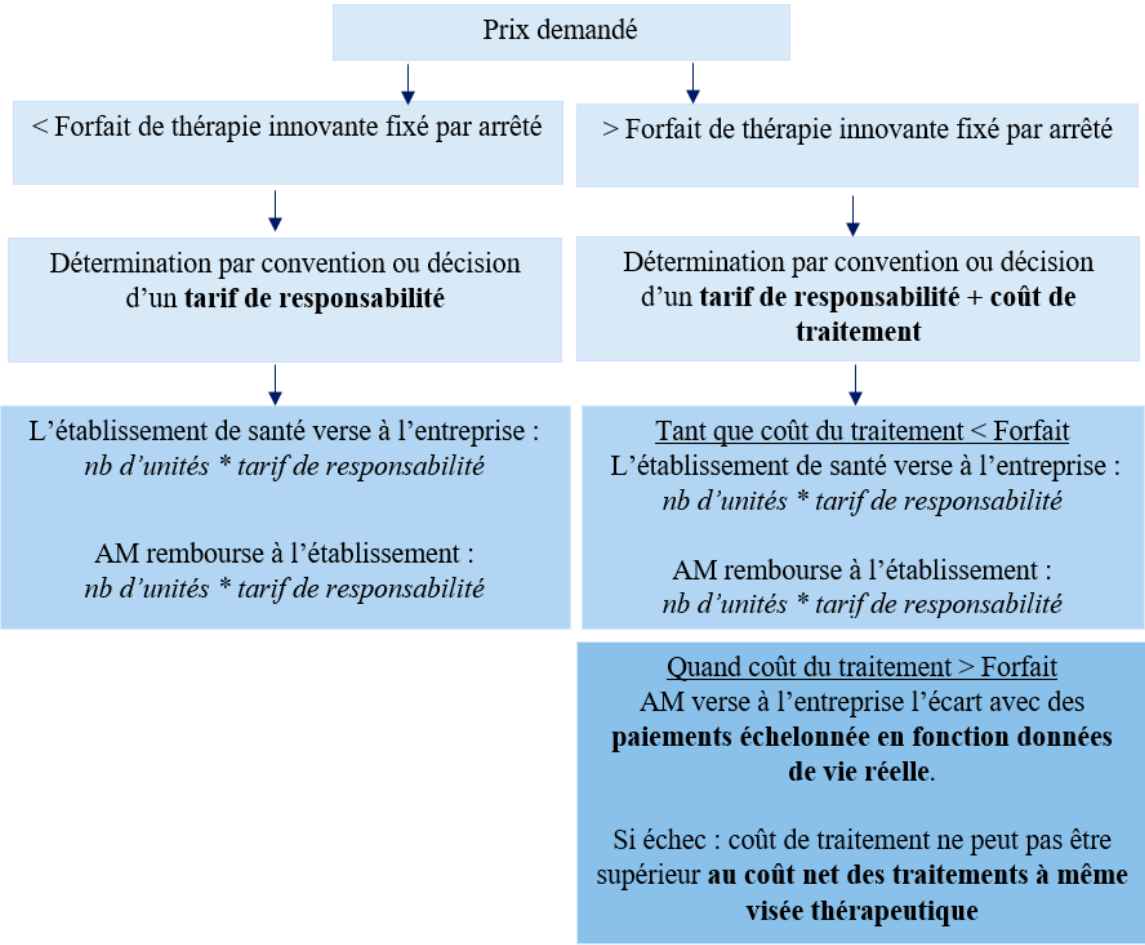 Prix demandé
< Forfait de thérapie innovante fixé par arrêté
> Forfait de thérapie innovante fixé par arrêté
Détermination par convention ou décision
d’un tarif de responsabilité
Détermination par convention ou décision
d’un tarif de responsabilité + coût de
traitement
L’établissement de santé verse à l’entreprise :
nb d’unités * tarif de responsabilité
AM rembourse à l’établissement :
nb d’unités * tarif de responsabilité
Tant que coût du traitement < Forfait
L’établissement de santé verse à l’entreprise :
nb d’unités * tarif de responsabilité
AM rembourse à l’établissement :
nb d’unités * tarif de responsabilité
Quand coût du traitement > Forfait
AM verse à l’entreprise l’écart avec des
paiements échelonnée en fonction données
de vie réelle.
Si échec : coût de traitement ne peut pas être
supérieur au coût net des traitements à même
visée thérapeutique